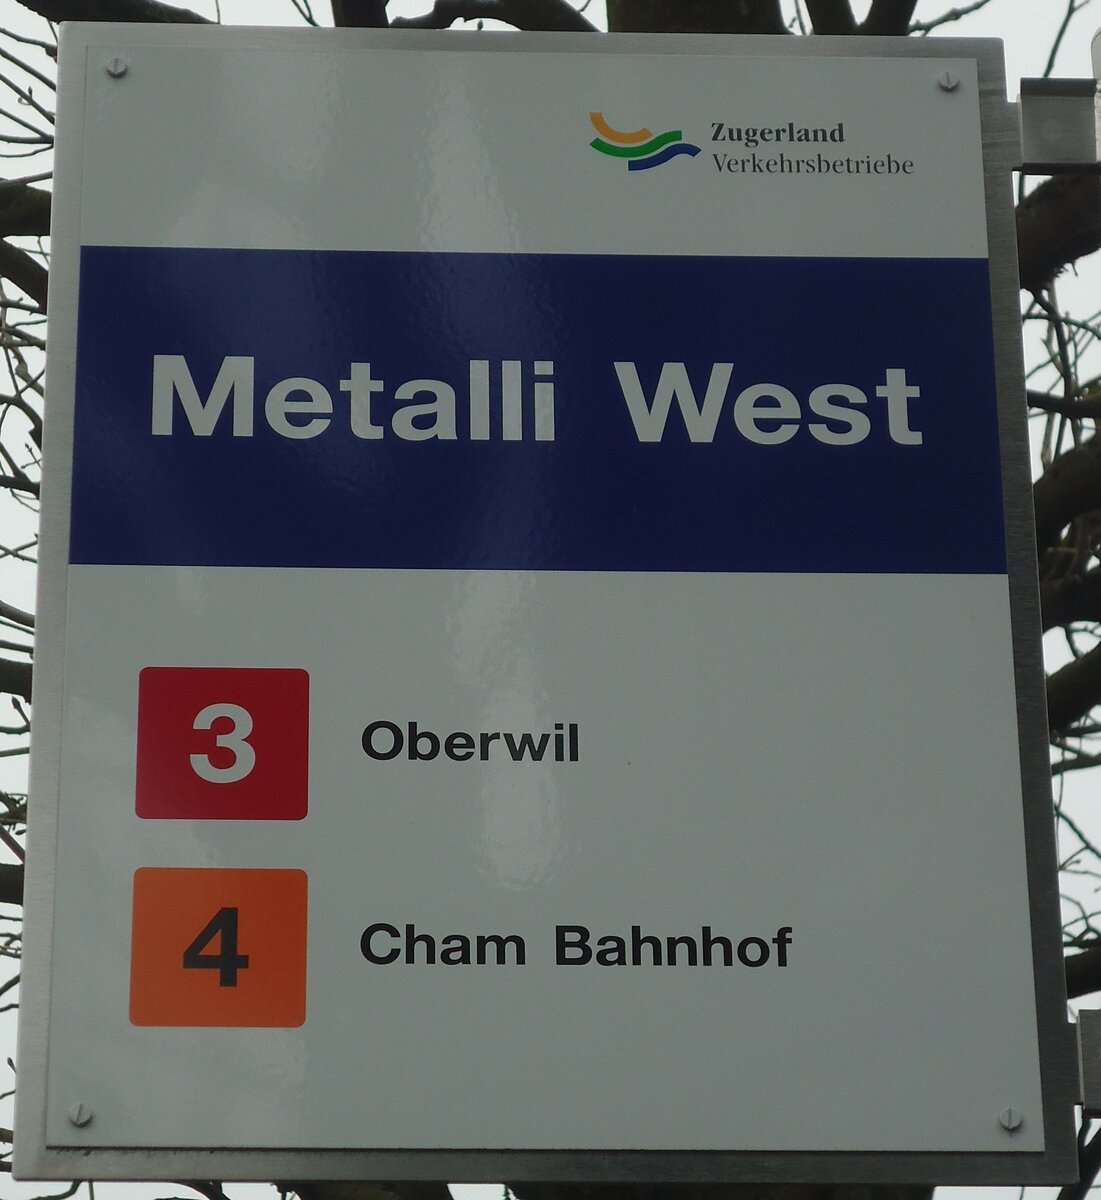 Zugerland
Verkehrsbetriebe
Metalli West
3 Oberwil
4 Cham Bahnhof